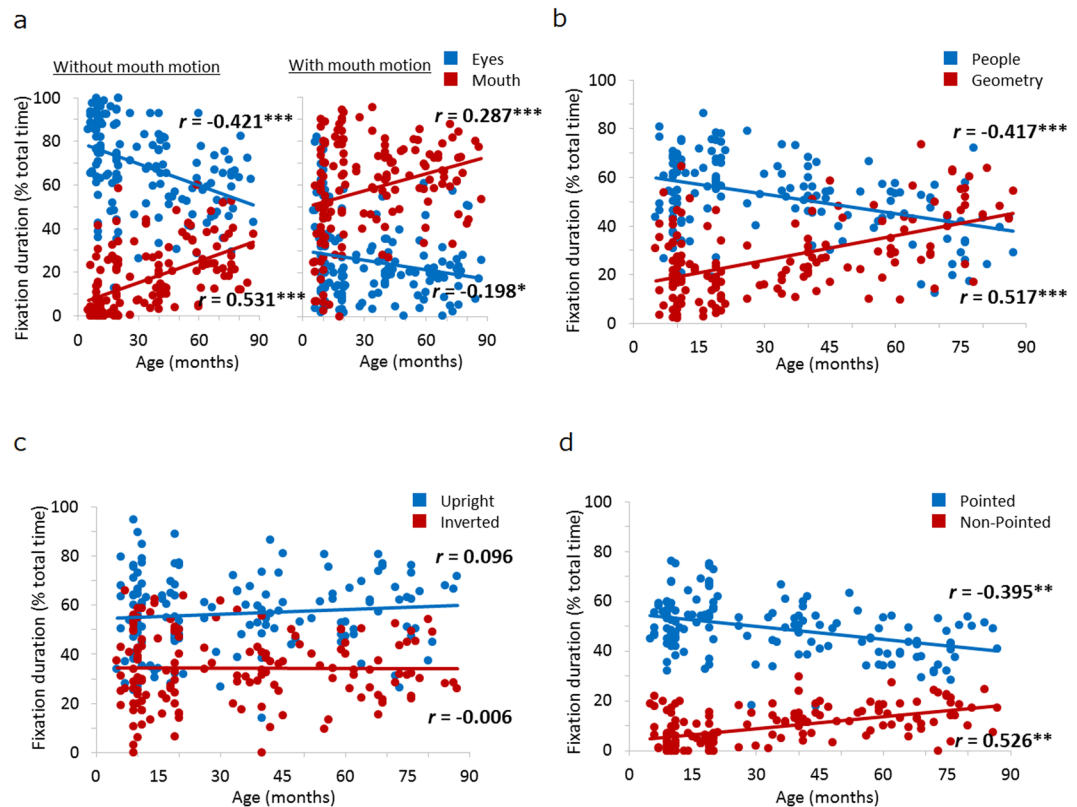 a
Without mouth motion
With mouth motion
Eyes
Mouth
Fixation duration (% total time)
100
80
60
40
20
0
r = -0.421***
r = 0.531***
r = 0.287***
r = -0.198*
0 30 60 90
0 30 60 90
Age (months)
Age (months)
b
People
Geometry
Fixation duration (% total time)
100
80
60
40
20
0
r = -0.417***
r = 0.517***
0 15 30 45 60 75 90
Age (months)
c
Upright
Inverted
Fixation duration (% total time)
100
80
60
40
20
0
r = 0.096
r = -0.006
0 15 30 45 60 75 90
Age (months)
d
Pointed
Non-Pointed
Fixation duration (% total time)
100
80
60
40
20
0
r = -0.395**
r = 0.526**
0 15 30 45 60 75 90
Age (months)